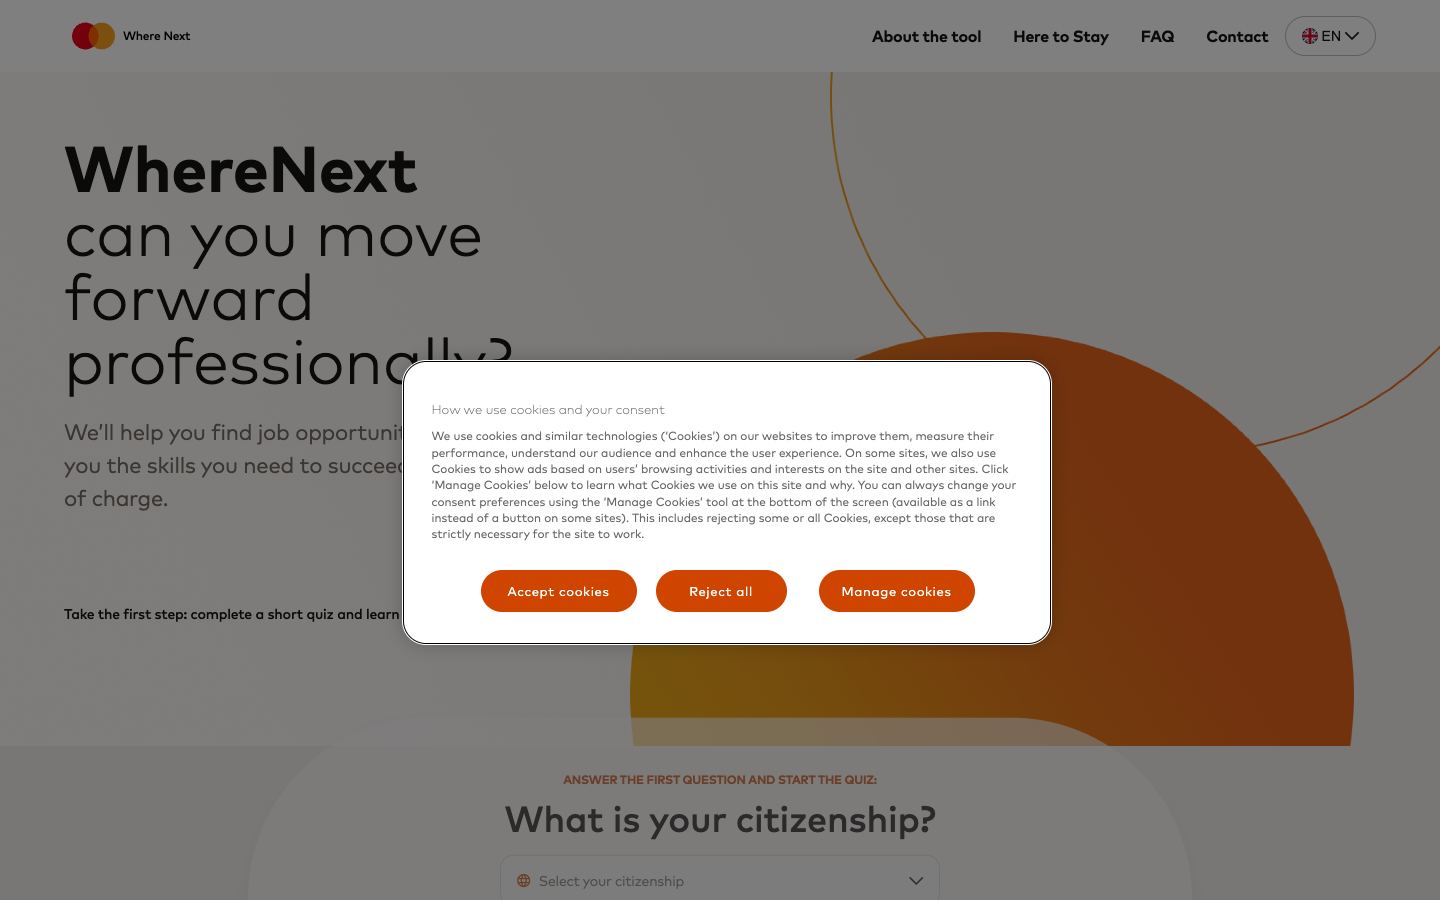 Where Next
About the tool
Here to Stay
FAQ
Contact
EN
WhereNext
can you move
forward
professionally?
We'll help you find job
you the skills you need to
of charge.
Take the first step: complete a short quiz and learn
How we use cookies and your consent
We use cookies and similar technologies ('Cookies') on our websites to improve them, measure their
performance, understand our audience and enhance the user experience. On some sites, we also use
Cookies to show ads based on users' browsing activities and interests on the site and other sites. Click
'Manage Cookies' below to learn what Cookies we use on this site and why. You can always change your
consent preferences using the 'Manage Cookies' tool at the bottom of the screen (available as a link
instead of a button on some sites). This includes rejecting some or all Cookies, except those that are
strictly necessary for the site to work.
Accept cookies
Reject all
Manage cookies
ANSWER THE FIRST QUESTION AND START THE QUIZ:
What is your citizenship?
Select your citizenship